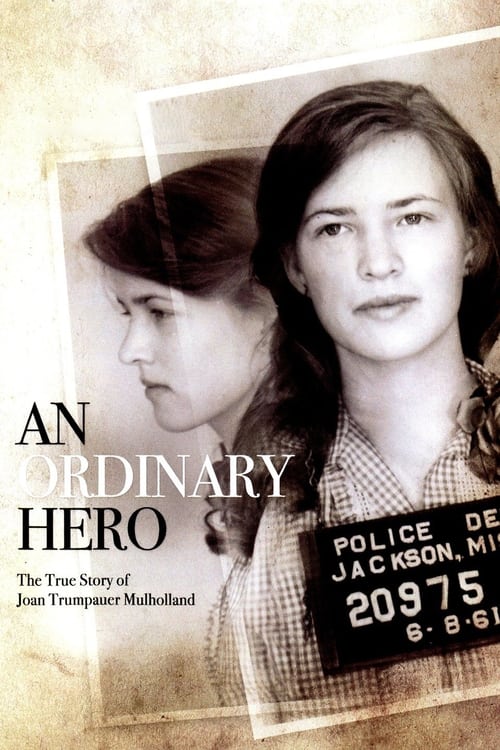 AN
ORDINARY
HERO
The True Story of
Joan Trumpauer Mulholland
POLICE DE
JACKSON, MI
20975
6-8-61